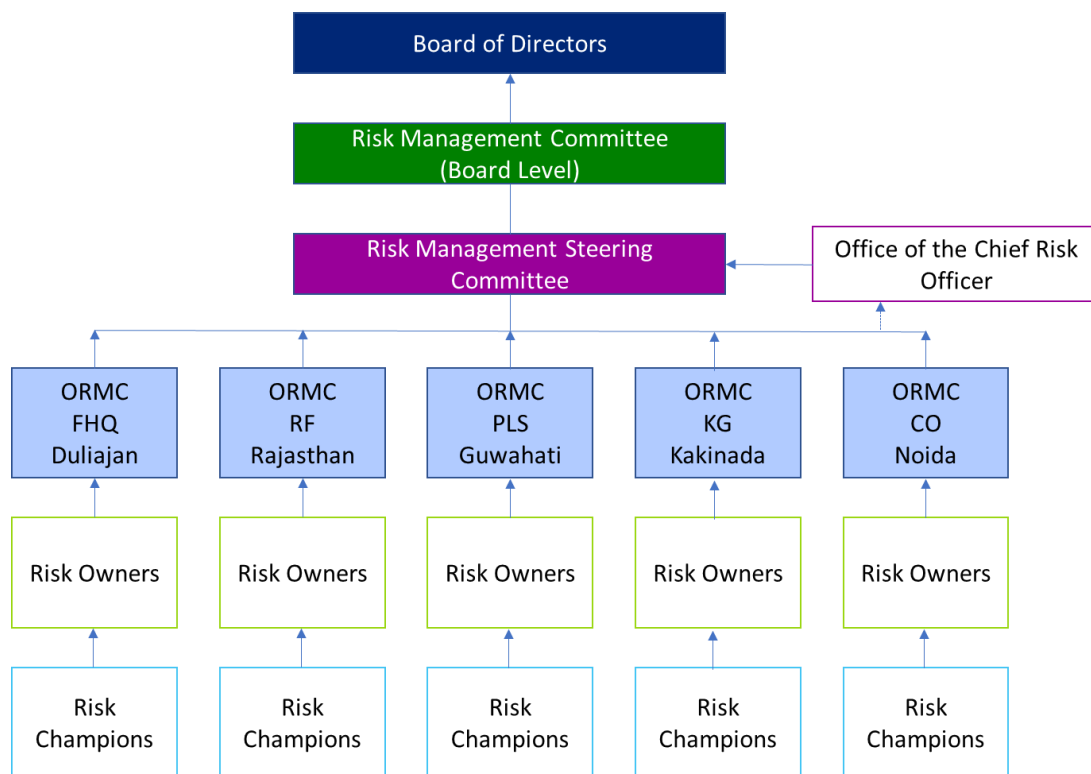 Board of Directors
Risk Management Committee
(Board Level)
Risk Management Steering
Committee
Office of the Chief Risk
Officer
ORMC
FHQ
Duliajan
ORMC
RF
Rajasthan
ORMC
PLS
Guwahati
ORMC
KG
Kakinada
ORMC
CO
Noida
Risk Owners
Risk Owners
Risk Owners
Risk Owners
Risk Owners
Risk
Champions
Risk
Champions
Risk
Champions
Risk
Champions
Risk
Champions